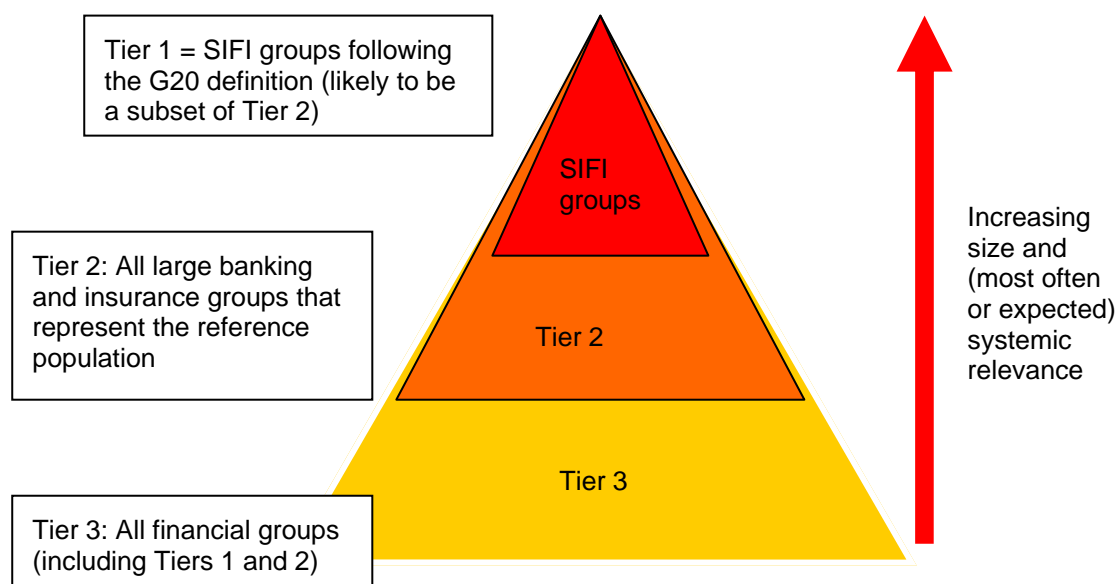 Tier 1 = SIFI groups following
the G20 definition (likely to be
a subset of Tier 2)
SIFI
groups
Increasing
size and
(most often
or expected)
systemic
relevance
Tier 2: All large banking
and insurance groups that
represent the reference
population
Tier 2
Tier 3
Tier 3: All financial groups
(including Tiers 1 and 2)